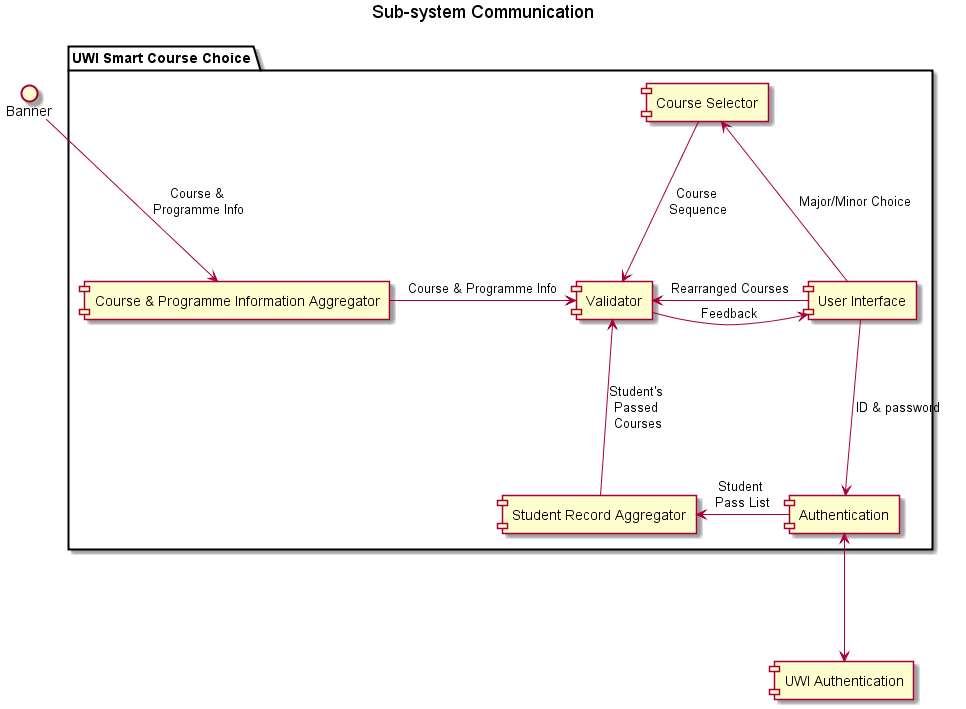 Sub-system Communication
UWI Smart Course Choice
Banner
Course Selector
Course &
Programme Info
Course
Sequence
Major/Minor Choice
Course & Programme Information Aggregator
Course & Programme Info
Validator
Rearranged Courses
Feedback
User Interface
Student's
Passed
Courses
ID & password
Student Record Aggregator
Student
Pass List
Authentication
UWI Authentication